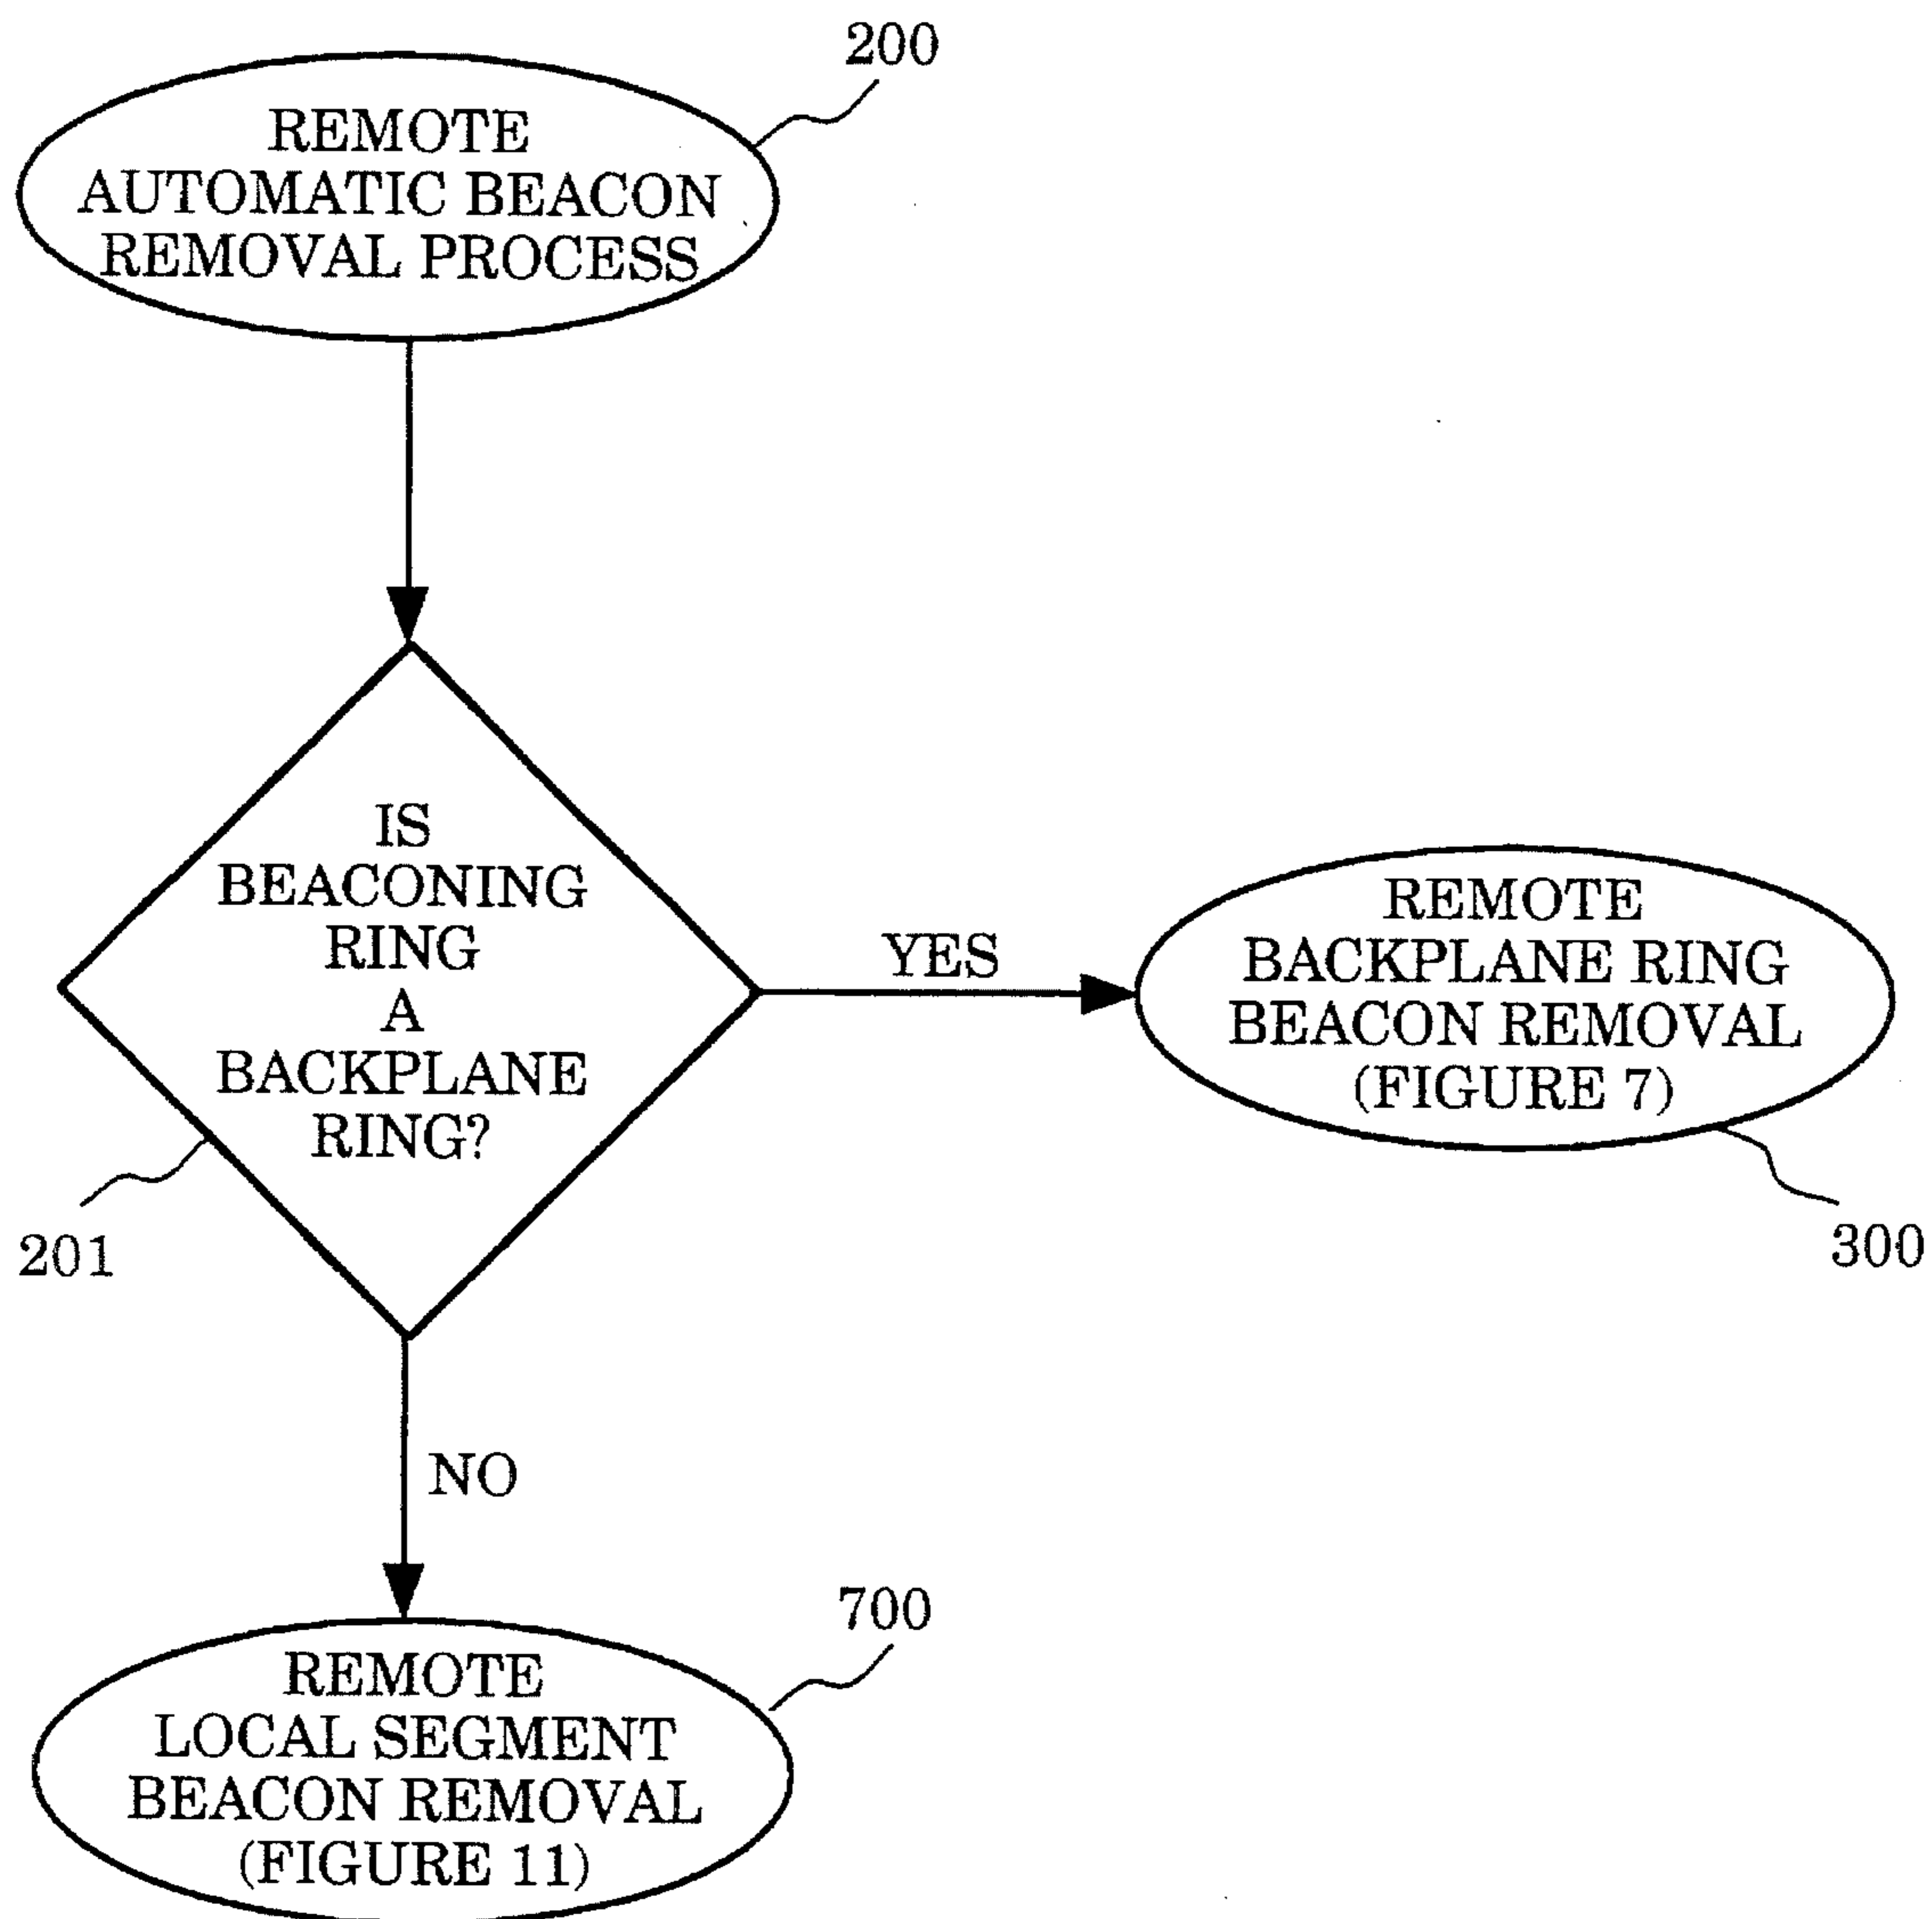 200
REMOTE
AUTOMATIC BEACON
REMOVAL PROCESS
IS
BEACONING
RING
A
BACKPLANE
RING?
YES
REMOTE
BACKPLANE RING
BEACON REMOVAL
(FIGURE 7)
201
300
NO
700
REMOTE
LOCAL SEGMENT
BEACON REMOVAL
(FIGURE 11)